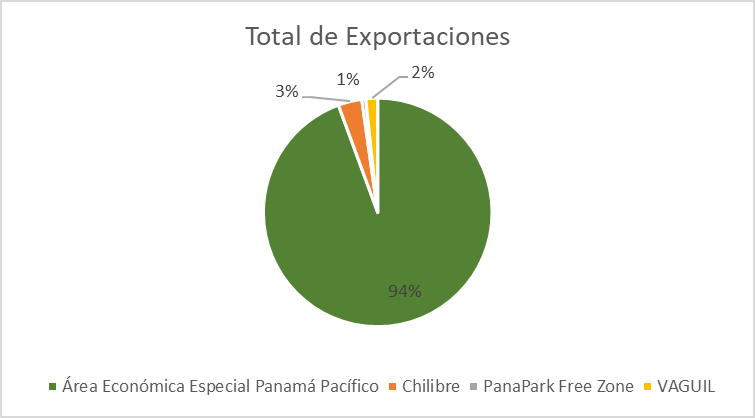 Total de Exportaciones
3% 1% 2%
94%
Área Económica Especial Panamá Pacífico Chilibre PanaPark Free Zone VAGUIL